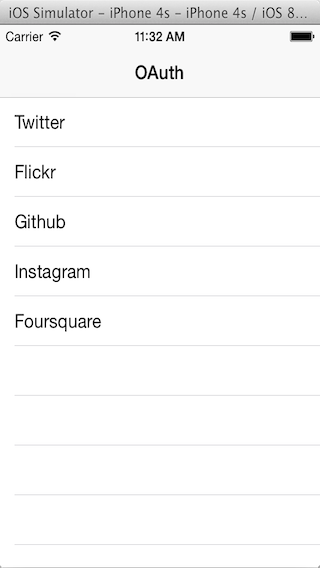 iOS Simulator – iPhone 4s – iPhone 4s / iOS 8...
Carrier 11:32 AM
OAuth
Twitter
Flickr
Github
Instagram
Foursquare